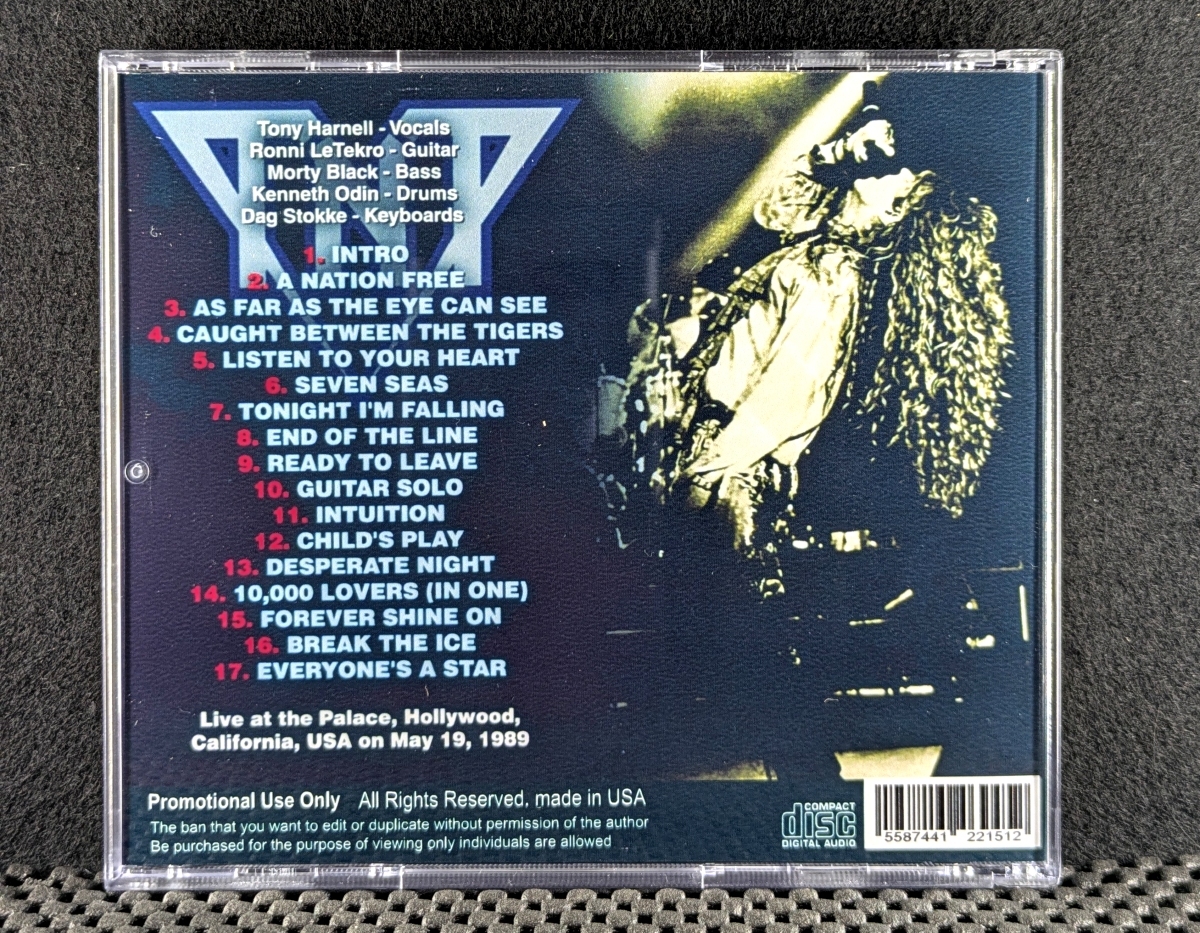 TNT
Tony Harnell - Vocals
Ronni LeTekro - Guitar
Morty Black - Bass
Kenneth Odin - Drums
Dag Stokke - Keyboards
1. INTRO
2. A NATION FREE
3. AS FAR AS THE EYE CAN SEE
4. CAUGHT BETWEEN THE TIGERS
5. LISTEN TO YOUR HEART
6. SEVEN SEAS
7. TONIGHT I'M FALLING
8. END OF THE LINE
9. READY TO LEAVE
10. GUITAR SOLO
11. INTUITION
12. CHILD'S PLAY
13. DESPERATE NIGHT
14. 10,000 LOVERS (IN ONE)
15. FOREVER SHINE ON
16. BREAK THE ICE
17. EVERYONE'S A STAR
Live at the Palace, Hollywood,
California, USA on May 19, 1989
Promotional Use Only All Rights Reserved. made in USA
The ban that you want to edit or duplicate without permission of the author
Be purchased for the purpose of viewing only individuals are allowed
COMPACT
disc
DIGITAL AUDIO
5587441 221512